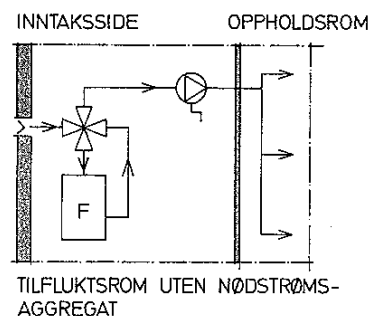 INNTAKSSIDE
OPPHOLDSROM
F
TILFLUKTSROM UTEN NØDSTRØMS-
AGGREGAT